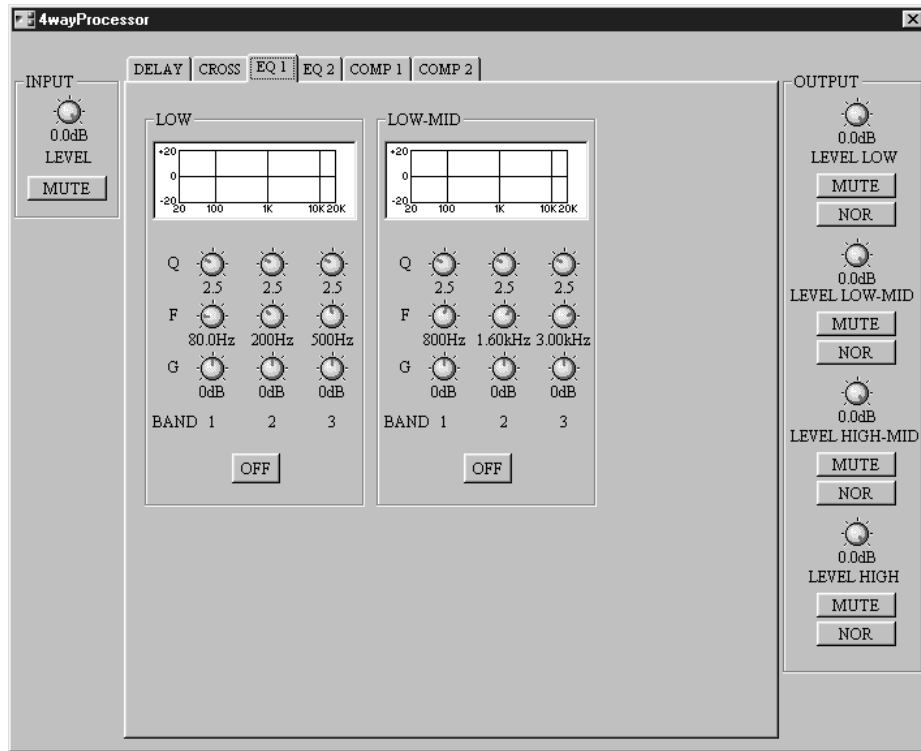 4wayProcessor
DELAY CROSS EQ 1 EQ 2 COMP 1 COMP 2
INPUT
0.0dB
LEVEL
MUTE
LOW
+20
0
-20
20 100 1K 10K 20K
Q
2.5 2.5 2.5
F
80.0Hz 200Hz 500Hz
G
0dB 0dB 0dB
BAND 1 2 3
OFF
LOW-MID
+20
0
-20
20 100 1K 10K 20K
Q
2.5 2.5 2.5
F
800Hz 1.60kHz 3.00kHz
G
0dB 0dB 0dB
BAND 1 2 3
OFF
OUTPUT
0.0dB
LEVEL LOW
MUTE
NOR
0.0dB
LEVEL LOW-MID
MUTE
NOR
0.0dB
LEVEL HIGH-MID
MUTE
NOR
0.0dB
LEVEL HIGH
MUTE
NOR